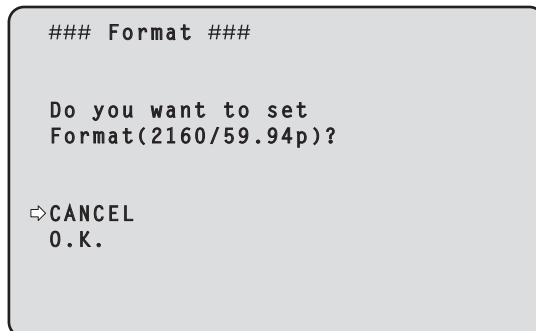 ### Format ###
Do you want to set
Format(2160/59.94p)?
⇨CANCEL
O.K.